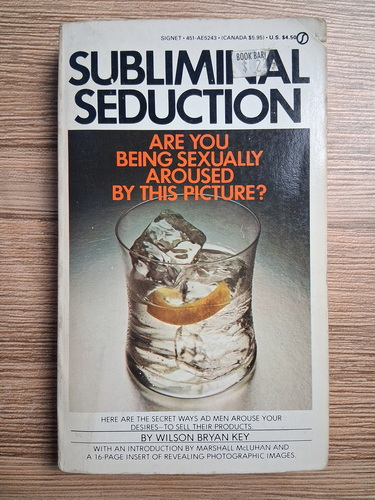 SIGNET • 451-AE5243 • (CANADA $5.95) • U.S. $4.50
BOOK BARN
SUBLIMINAL
SEDUCTION
ARE YOU
BEING SEXUALLY
AROUSED
BY THIS PICTURE?
HERE ARE THE SECRET WAYS AD MEN AROUSE YOUR
DESIRES–TO SELL THEIR PRODUCTS.
BY WILSON BRYAN KEY
WITH AN INTRODUCTION BY MARSHALL McLUHAN AND
A 16-PAGE INSERT OF REVEALING PHOTOGRAPHIC IMAGES.